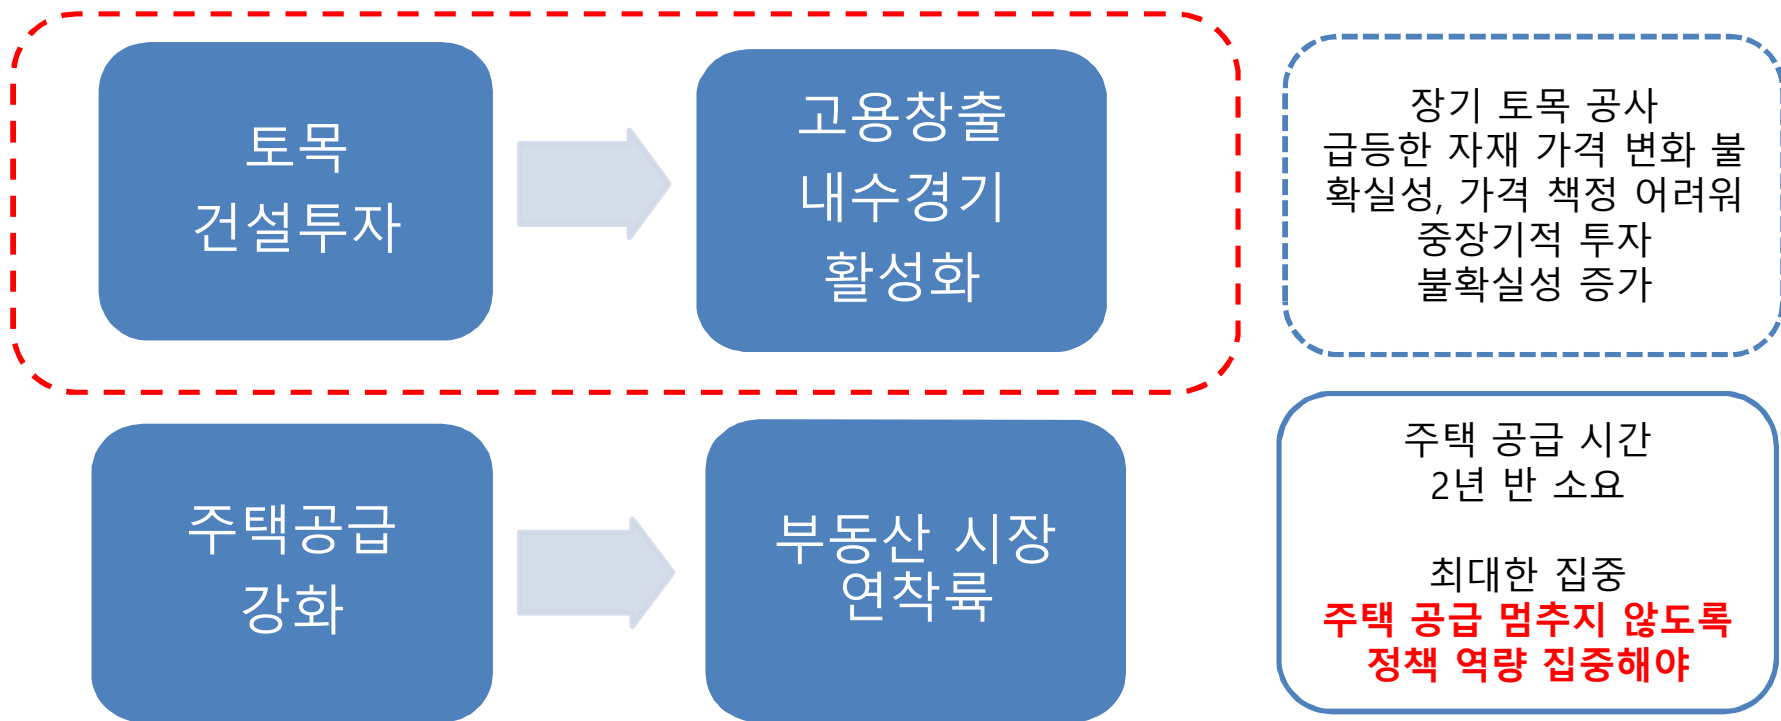 토목
건설투자
고용창출
내수경기
활성화
장기 토목 공사
급등한 자재 가격 변화 불
확실성, 가격 책정 어려워
중장기적 투자
불확실성 증가
주택공급
강화
부동산 시장
연착륙
주택 공급 시간
2년 반 소요
최대한 집중
주택 공급 멈추지 않도록
정책 역량 집중해야